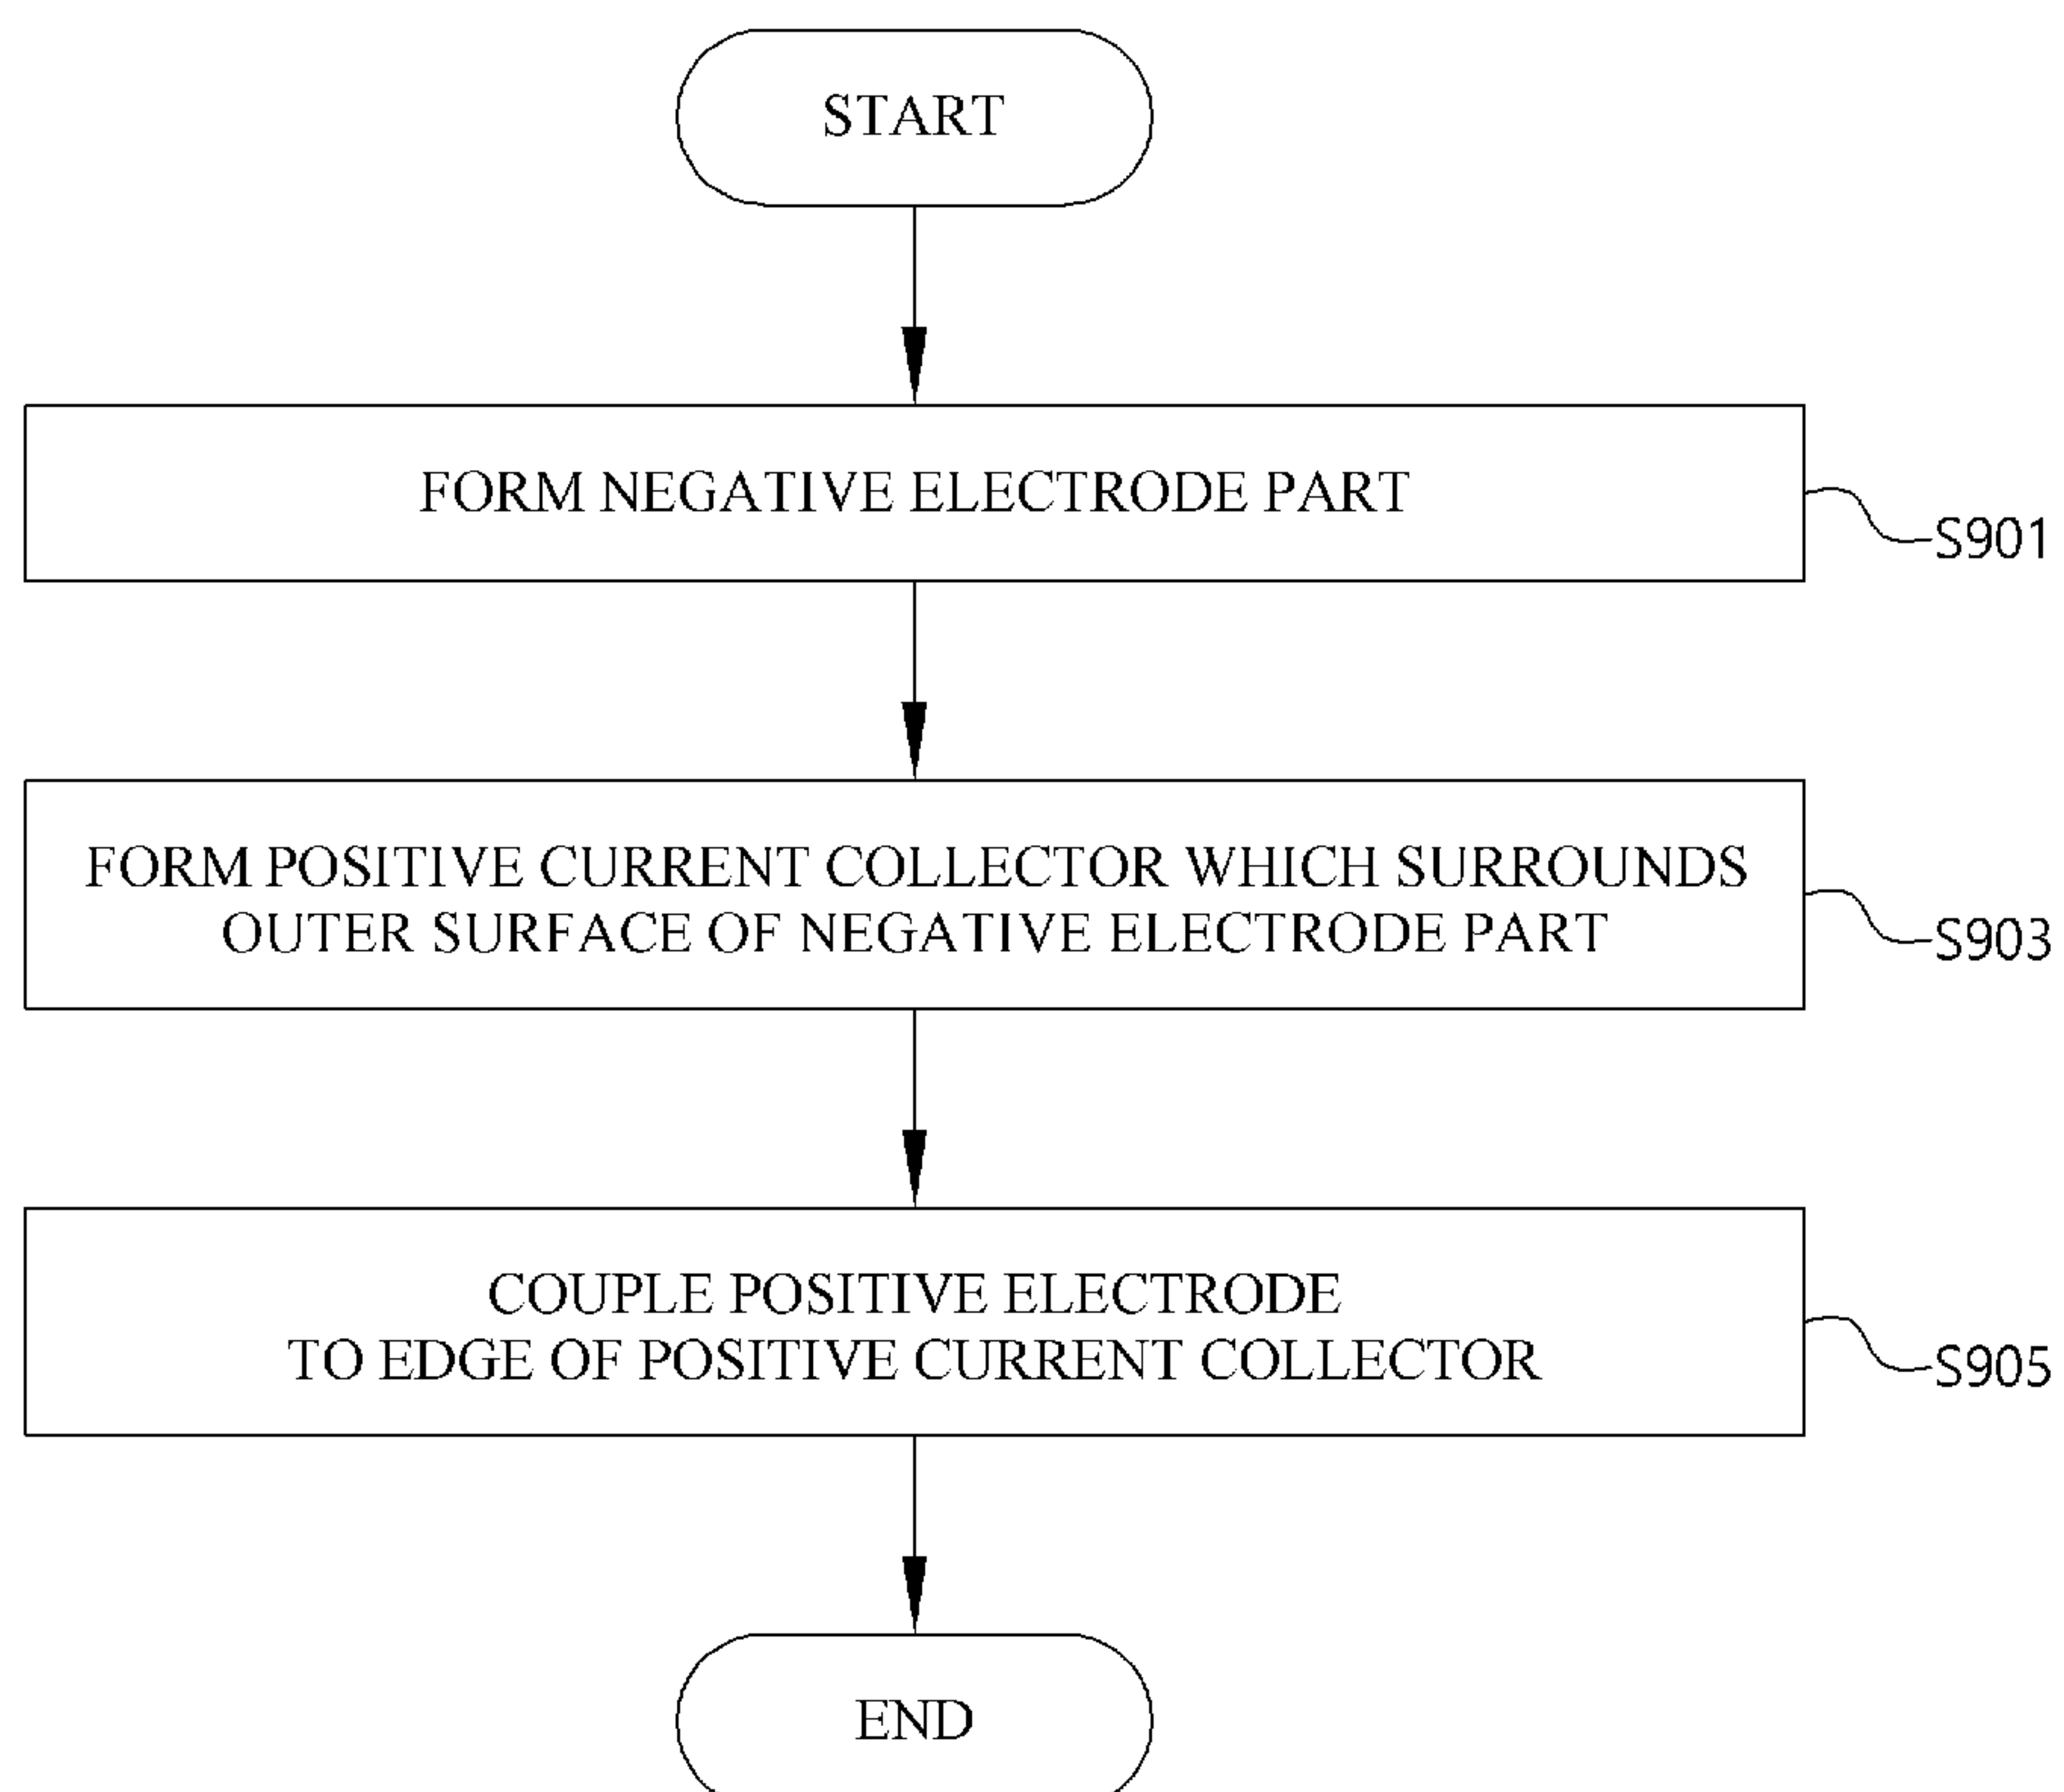 START
FORM NEGATIVE ELECTRODE PART
S901
FORM POSITIVE CURRENT COLLECTOR WHICH SURROUNDS
OUTER SURFACE OF NEGATIVE ELECTRODE PART
S903
COUPLE POSITIVE ELECTRODE
TO EDGE OF POSITIVE CURRENT COLLECTOR
S905
END